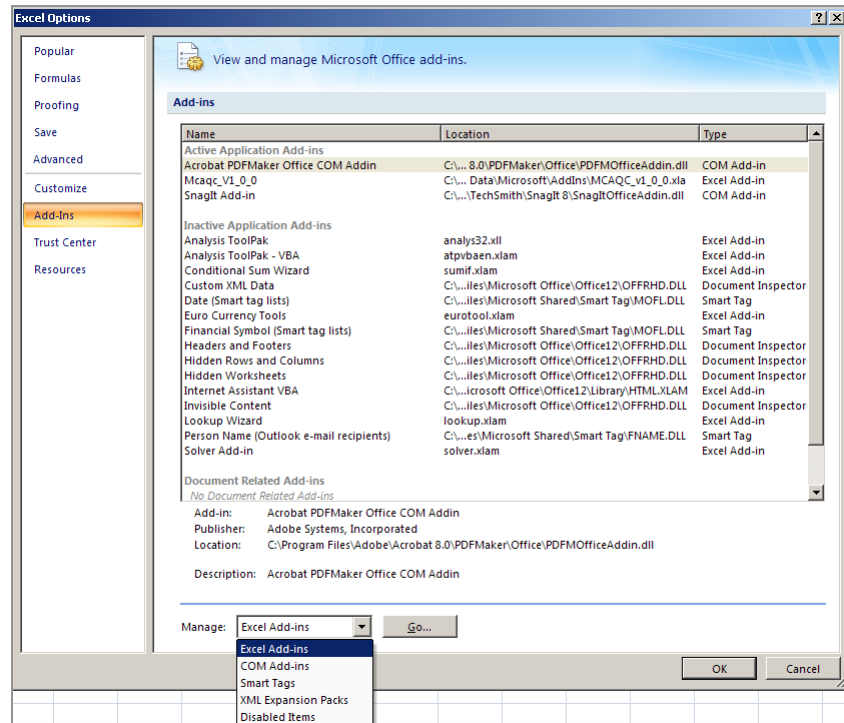 Excel Options
Popular
Formulas
Proofing
Save
Advanced
Customize
Add-Ins
Trust Center
Resources
View and manage Microsoft Office add-ins.
Add-ins
Name Location Type
Active Application Add-ins
Acrobat PDFMaker Office COM Addin C:\... 8.0\PDFMaker\Office\PDFMOfficeAddin.dll COM Add-in
Mcaqc_V1_0_0 C:\... Data\Microsoft\AddIns\MCAQC_v1_0_0.xla Excel Add-in
SnagIt Add-in C:\...\TechSmith\SnagIt 8\SnagItOfficeAddin.dll COM Add-in
Inactive Application Add-ins
Analysis ToolPak analys32.xll Excel Add-in
Analysis ToolPak - VBA atpvbaen.xlam Excel Add-in
Conditional Sum Wizard sumif.xlam Excel Add-in
Custom XML Data C:\...iles\Microsoft Office\Office12\OFFRHD.DLL Document Inspector
Date (Smart tag lists) C:\...iles\Microsoft Shared\Smart Tag\MOFL.DLL Smart Tag
Euro Currency Tools eurotool.xlam Excel Add-in
Financial Symbol (Smart tag lists) C:\...iles\Microsoft Shared\Smart Tag\MOFL.DLL Smart Tag
Headers and Footers C:\...iles\Microsoft Office\Office12\OFFRHD.DLL Document Inspector
Hidden Rows and Columns C:\...iles\Microsoft Office\Office12\OFFRHD.DLL Document Inspector
Hidden Worksheets C:\...iles\Microsoft Office\Office12\OFFRHD.DLL Document Inspector
Internet Assistant VBA C:\...icrosoft Office\Office12\Library\HTML.XLAM Excel Add-in
Invisible Content C:\...iles\Microsoft Office\Office12\OFFRHD.DLL Document Inspector
Lookup Wizard lookup.xlam Excel Add-in
Person Name (Outlook e-mail recipients) C:\...es\Microsoft Shared\Smart Tag\FNAME.DLL Smart Tag
Solver Add-in solver.xlam Excel Add-in
Document Related Add-ins
No Document Related Add-ins
Add-in: Acrobat PDFMaker Office COM Addin
Publisher: Adobe Systems, Incorporated
Location: C:\Program Files\Adobe\Acrobat 8.0\PDFMaker\Office\PDFMOfficeAddin.dll
Description: Acrobat PDFMaker Office COM Addin
Manage: Excel Add-ins Go...
Excel Add-ins
COM Add-ins
Smart Tags
XML Expansion Packs
Disabled Items
OK Cancel